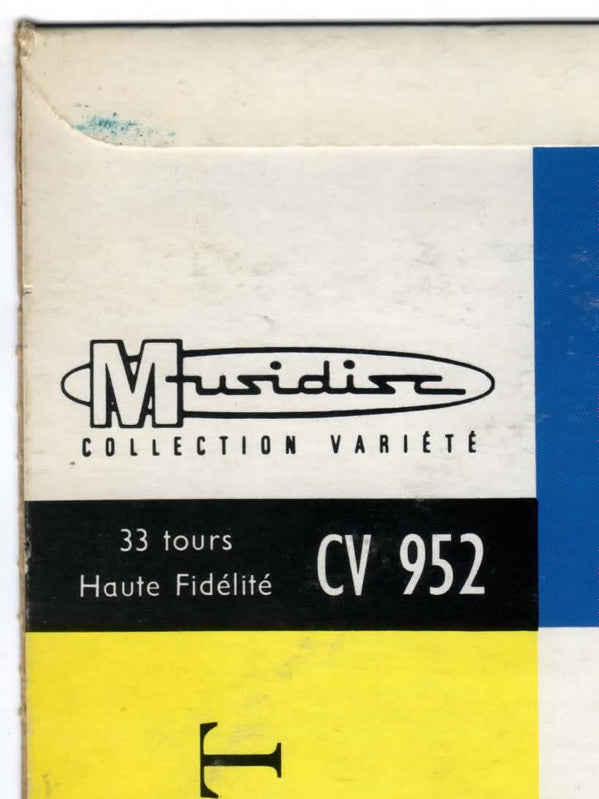 Musidisc
COLLECTION VARIÉTÉ
33 tours
Haute Fidélité
CV 952
T